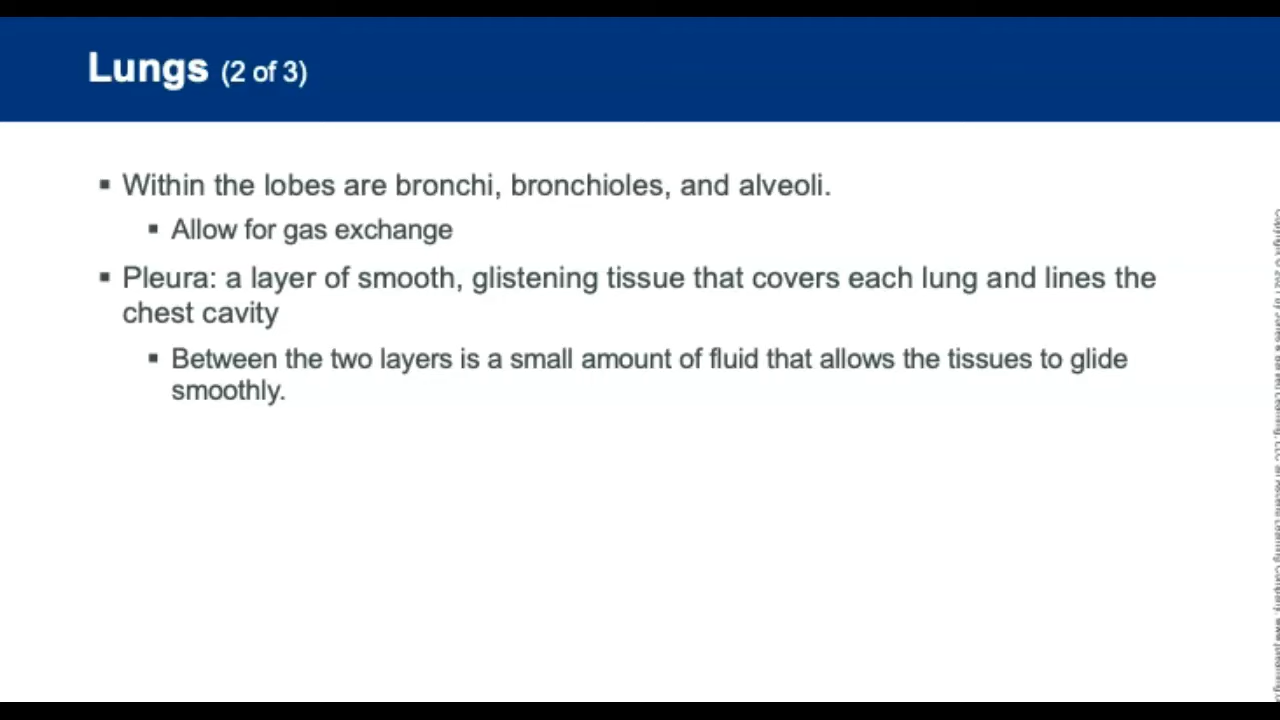 Lungs (2 of 3)
▪ Within the lobes are bronchi, bronchioles, and alveoli.
▪ Allow for gas exchange
▪ Pleura: a layer of smooth, glistening tissue that covers each lung and lines the
chest cavity
▪ Between the two layers is a small amount of fluid that allows the tissues to glide
smoothly.